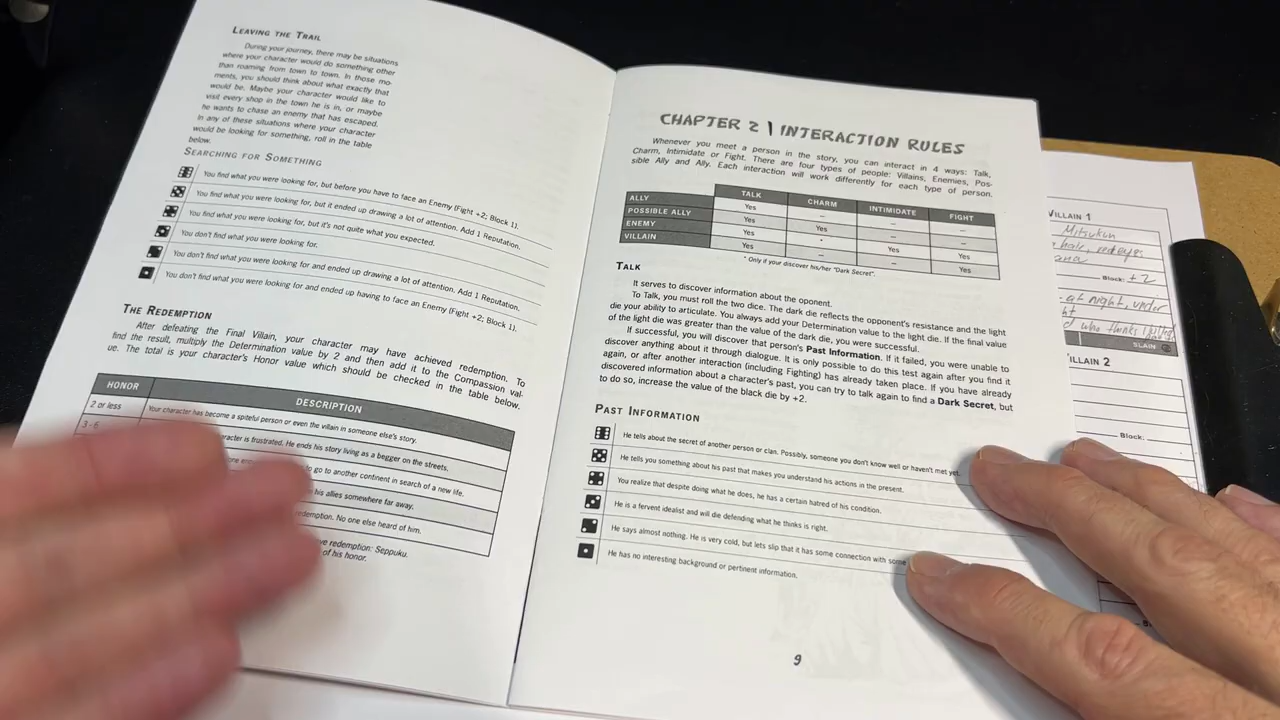 LEAVING THE TRAIL
During your journey, there may be situations
where your character would do something other
than roaming from town to town. In those mo-
ments, you should think about what exactly that
would be. Maybe your character would like to
visit every shop in the town he is in, or maybe
he wants to chase an enemy that has escaped.
In any of these situations where your character
would be looking for something, roll in the table
below.
SEARCHING FOR SOMETHING
You find what you were looking for, but before you have to face an Enemy (Fight +2; Block 1).
You find what you were looking for, but it ended up drawing a lot of attention. Add 1 Reputation.
You find what you were looking for, but it's not quite what you expected.
You don't find what you were looking for.
You don't find what you were looking for and ended up drawing a lot of attention. Add 1 Reputation.
You don't find what you were looking for and ended up having to face an Enemy (Fight +2; Block 1).
THE REDEMPTION
After defeating the Final Villain, your character may have achieved redemption. To
find the result, multiply the Determination value by 2 and then add it to the Compassion val-
ue. The total is your character's Honor value which should be checked in the table below.
HONOR DESCRIPTION
2 or less Your character has become a spiteful person or even the villain in someone else's story.
3 - 6 character is frustrated. He ends his story living as a begger on the streets.
to go to another continent in search of a new life.
his allies somewhere far away.
redemption. No one else heard of him.
redemption: Seppuku.
of his honor.
CHAPTER 2 | INTERACTION RULES
Whenever you meet a person in the story, you can interact in 4 ways: Talk,
Charm, Intimidate or Fight. There are four types of people: Villains, Enemies, Pos-
sible Ally and Ally. Each interaction will work differently for each type of person.
TALK CHARM INTIMIDATE FIGHT
ALLY Yes – – –
POSSIBLE ALLY Yes Yes – –
ENEMY Yes * Yes Yes
VILLAIN Yes – – Yes
* Only if your discover his/her "Dark Secret".
TALK
It serves to discover information about the oponent.
To Talk, you must roll the two dice. The dark die reflects the opponent's resistance and the light
die your ability to articulate. You always add your Determination value to the light die. If the final value
of the light die was greater than the value of the dark die, you were successful.
If successful, you will discover that person's Past Information. If it failed, you were unable to
discover anything about it through dialogue. It is only possible to do this test again after you find it
again, or after another interaction (including Fighting) has already taken place. If you have already
discovered information about a character's past, you can try to talk again to find a Dark Secret, but
to do so, increase the value of the black die by +2.
PAST INFORMATION
He tells about the secret of another person or clan. Possibly, someone you don't know well or haven't met yet.
He tells you something about his past that makes you understand his actions in the present.
You realize that despite doing what he does, he has a certain hatred of his condition.
He is a fervent idealist and will die defending what he thinks is right.
He says almost nothing. He is very cold, but lets slip that it has some connection with some
He has no interesting background or pertinent information.
9
VILLAIN 1
Mitsukun
hair, red eyes
Block: +2
at night, under
who thinks
SLAIN
VILLAIN 2
Block: